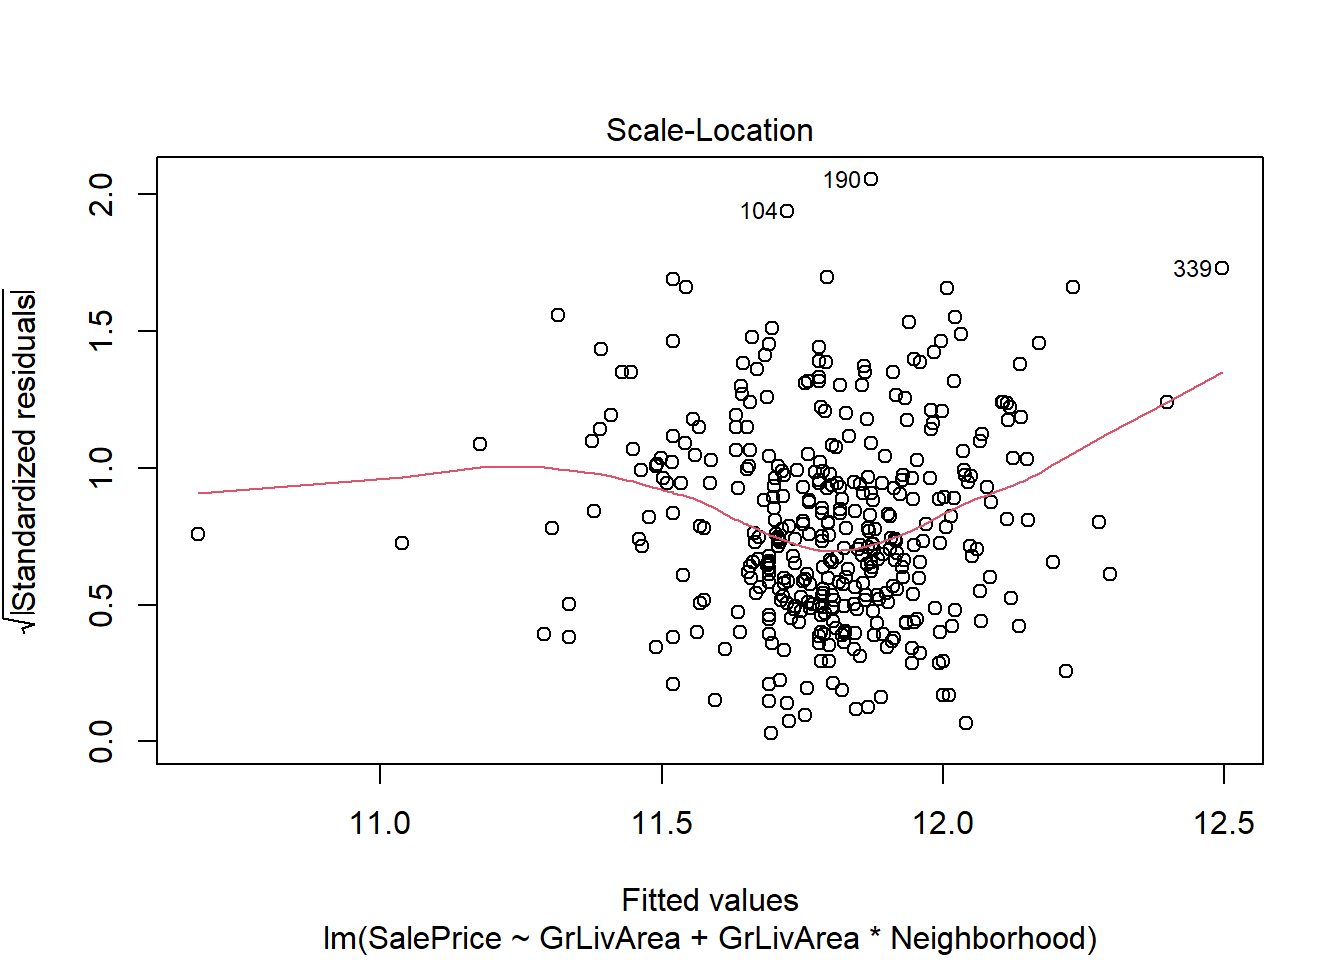 Scale-Location
√|Standardized residuals|
2.0
1.5
1.0
0.5
0.0
190
104
339
11.0 11.5 12.0 12.5
Fitted values
lm(SalePrice ~ GrLivArea + GrLivArea * Neighborhood)